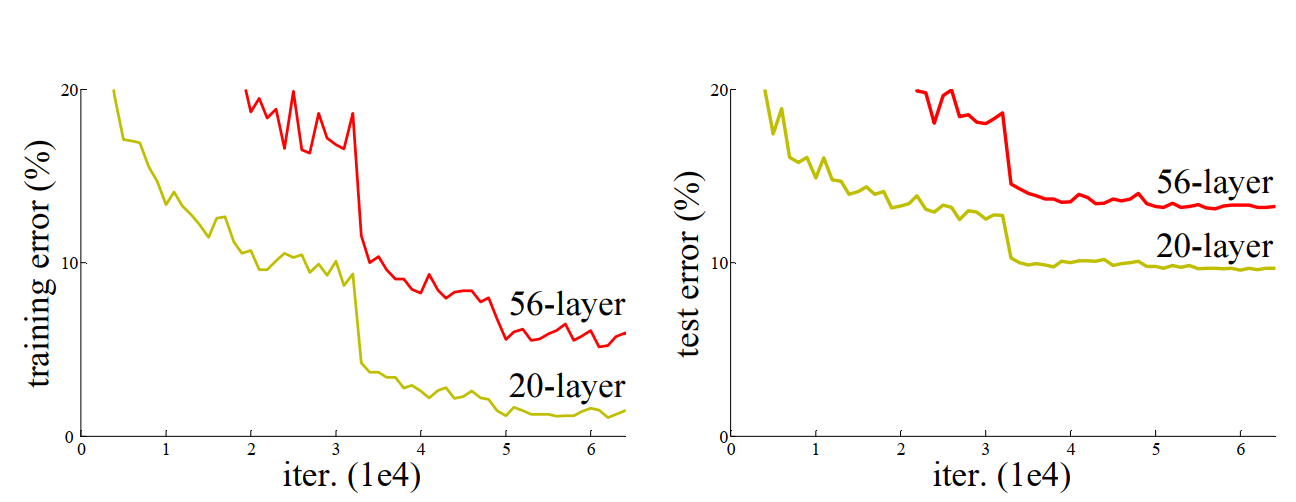 20
10
0
training error (%)
56-layer
20-layer
0 1 2 3 4 5 6
iter. (1e4)
20
10
0
test error (%)
56-layer
20-layer
0 1 2 3 4 5 6
iter. (1e4)